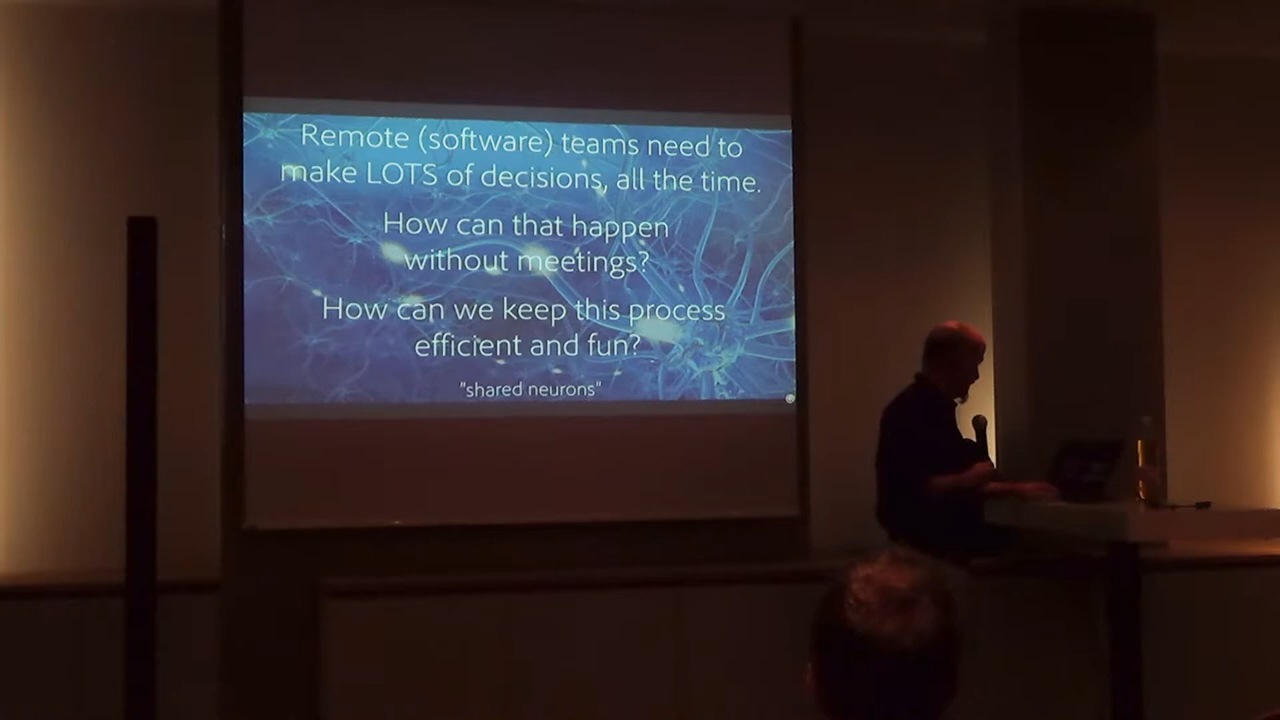 Remote (software) teams need to
make LOTS of decisions, all the time.
How can that happen
without meetings?
How can we keep this process
efficient and fun?
"shared neurons"